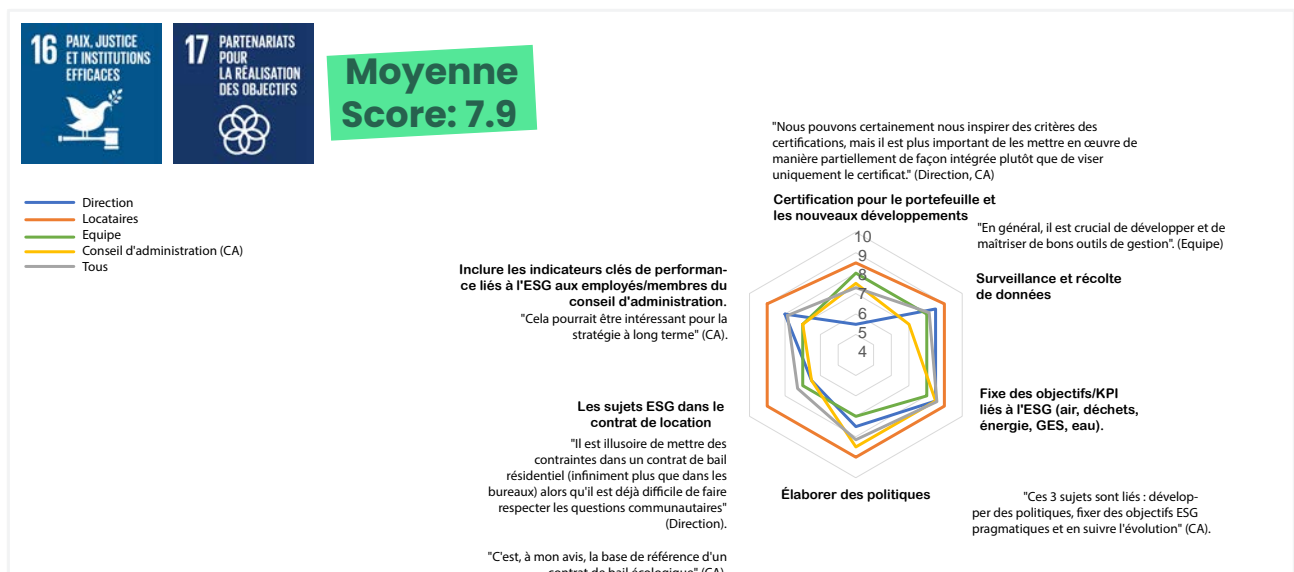 16 PAIX, JUSTICE
ET INSTITUTIONS
EFFICACES
17 PARTENARIATS
POUR
LA RÉALISATION
DES OBJECTIFS
Moyenne
Score: 7.9
Direction
Locataires
Equipe
Conseil d'administration (CA)
Tous
"Nous pouvons certainement nous inspirer des critères des
certifications, mais il est plus important de les mettre en œuvre de
manière partiellement de façon intégrée plutôt que de viser
uniquement le certificat." (Direction, CA)
Certification pour le portefeuille et
les nouveaux développements
"En général, il est crucial de développer et de
maîtriser de bons outils de gestion". (Equipe)
Surveillance et récolte
de données
10
9
8
7
6
5
4
Inclure les indicateurs clés de performan-
ce liés à l'ESG aux employés/membres du
conseil d'administration.
"Cela pourrait être intéressant pour la
stratégie à long terme" (CA).
Fixe des objectifs/KPI
liés à l'ESG (air, déchets,
énergie, GES, eau).
Les sujets ESG dans le
contrat de location
"Il est illusoire de mettre des
contraintes dans un contrat de bail
résidentiel (infiniment plus que dans les
bureaux) alors qu'il est déjà difficile de faire
respecter les questions communautaires"
(Direction).
Élaborer des politiques
"Ces 3 sujets sont liés : dévelop-
per des politiques, fixer des objectifs ESG
pragmatiques et en suivre l'évolution" (CA).
"C'est, à mon avis, la base de référence d'un
contrat de bail écologique" (CA).